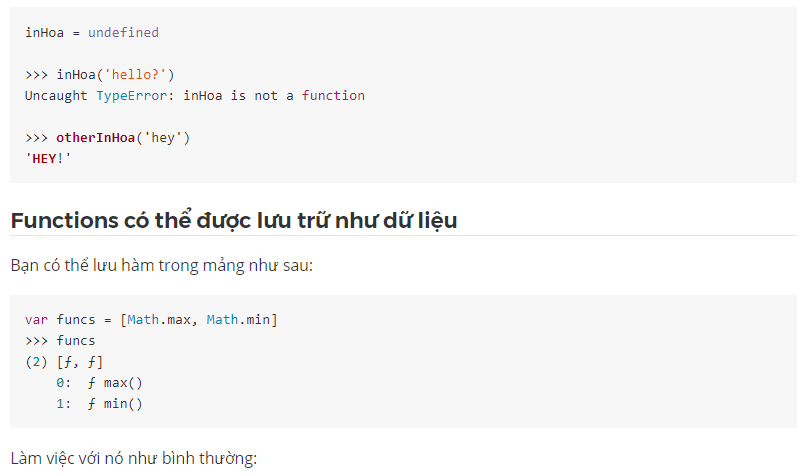 inHoa = undefined
>>> inHoa('hello?')
Uncaught TypeError: inHoa is not a function
>>> otherInHoa('hey')
'HEY!'
Functions có thể được lưu trữ như dữ liệu
Bạn có thể lưu hàm trong mảng như sau:
var funcs = [Math.max, Math.min]
>>> funcs
(2) [ƒ, ƒ]
0: ƒ max()
1: ƒ min()
Làm việc với nó như bình thường: